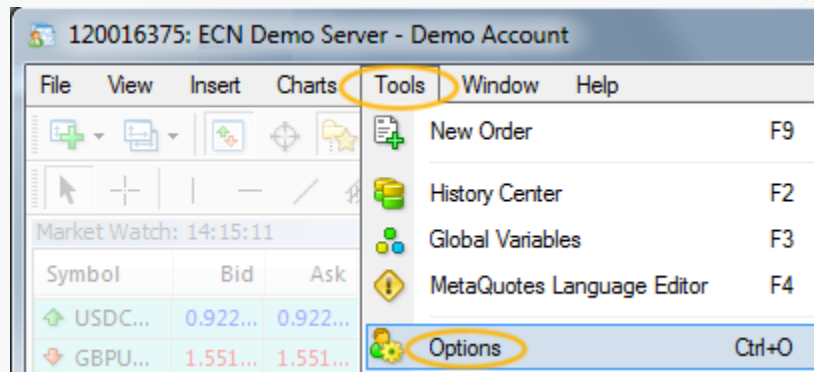 120016375: ECN Demo Server - Demo Account
File View Insert Charts Tools Window Help
New Order F9
History Center F2
Market Watch: 14:15:11
Global Variables F3
Symbol Bid Ask
MetaQuotes Language Editor F4
USDC... 0.922... 0.922...
Options Ctrl+O
GBPU... 1.551... 1.551...